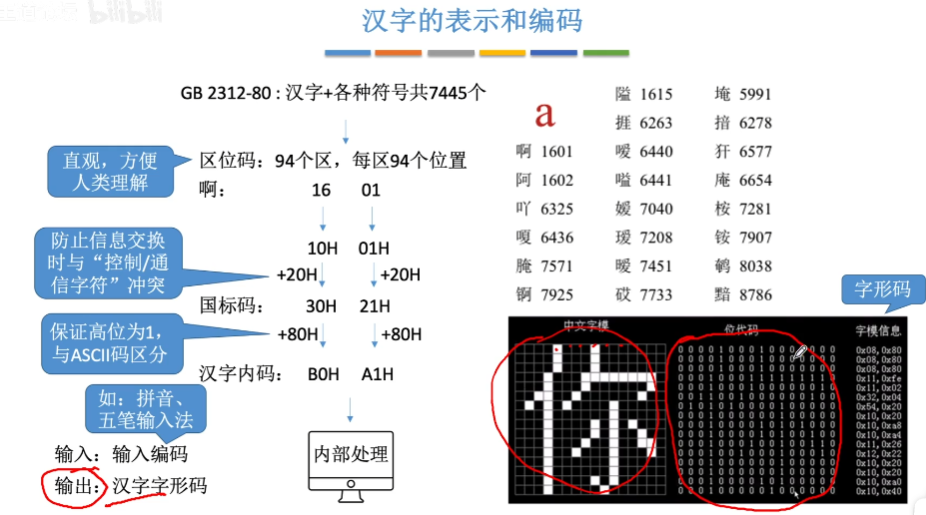 bilibili
汉字的表示和编码
GB 2312-80 : 汉字+各种符号共7445个
直观，方便
人类理解
区位码：94个区，每区94个位置
啊： 16 01
10H 01H
防止信息交换
时与“控制/通
信字符”冲突
+20H +20H
国标码： 30H 21H
保证高位为1，
与ASCII码区分
+80H +80H
汉字内码： B0H A1H
如：拼音、
五笔输入法
内部处理
输入：输入编码
输出：汉字字形码
a
啊 1601
阿 1602
吖 6325
嗄 6436
腌 7571
锕 7925
隘 1615
捱 6263
嗳 6440
嗌 6441
嫒 7040
瑷 7208
暧 7451
砹 7733
埯 5991
揞 6278
犴 6577
庵 6654
桉 7281
铵 7907
鹌 8038
黯 8786
字形码
中文字模 位代码 字模信息
0x08,0x80
0x08,0x80
0x08,0x80
0x11,0xfe
0x11,0x02
0x32,0x04
0x54,0x20
0x10,0x20
0x10,0xa8
0x10,0xa4
0x11,0x26
0x12,0x22
0x10,0x20
0x10,0x20
0x10,0xa0
0x10,0x40